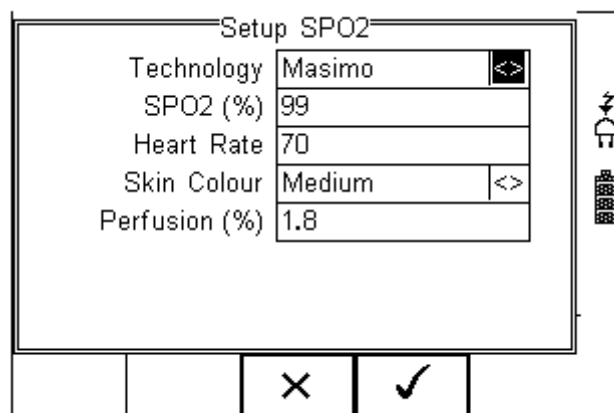 Setup SPO2
Technology Masimo <>
SPO2 (%) 99
Heart Rate 70
Skin Colour Medium <>
Perfusion (%) 1.8